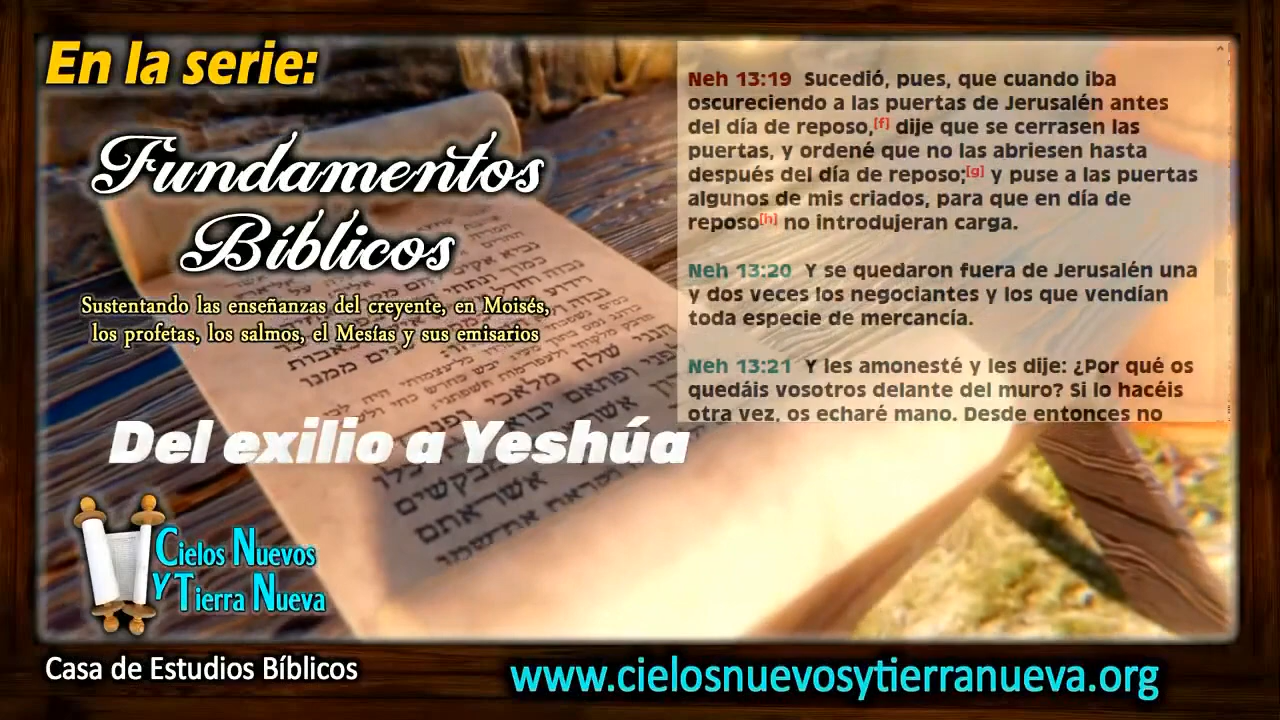 En la serie:
Fundamentos
Bíblicos
Sustentando las enseñanzas del creyente, en Moisés,
los profetas, los salmos, el Mesías y sus emisarios
Del exilio a Yeshúa
Cielos Nuevos
Y Tierra Nueva
Casa de Estudios Bíblicos
www.cielosnuevosytierranueva.org
Neh 13:19 Sucedió, pues, que cuando iba
oscureciendo a las puertas de Jerusalén antes
del día de reposo,[f] dije que se cerrasen las
puertas, y ordené que no las abriesen hasta
después del día de reposo;[g] y puse a las puertas
algunos de mis criados, para que en día de
reposo[h] no introdujeran carga.
Neh 13:20 Y se quedaron fuera de Jerusalén una
y dos veces los negociantes y los que vendían
toda especie de mercancía.
Neh 13:21 Y les amonesté y les dije: ¿Por qué os
quedáis vosotros delante del muro? Si lo hacéis
otra vez, os echaré mano. Desde entonces no